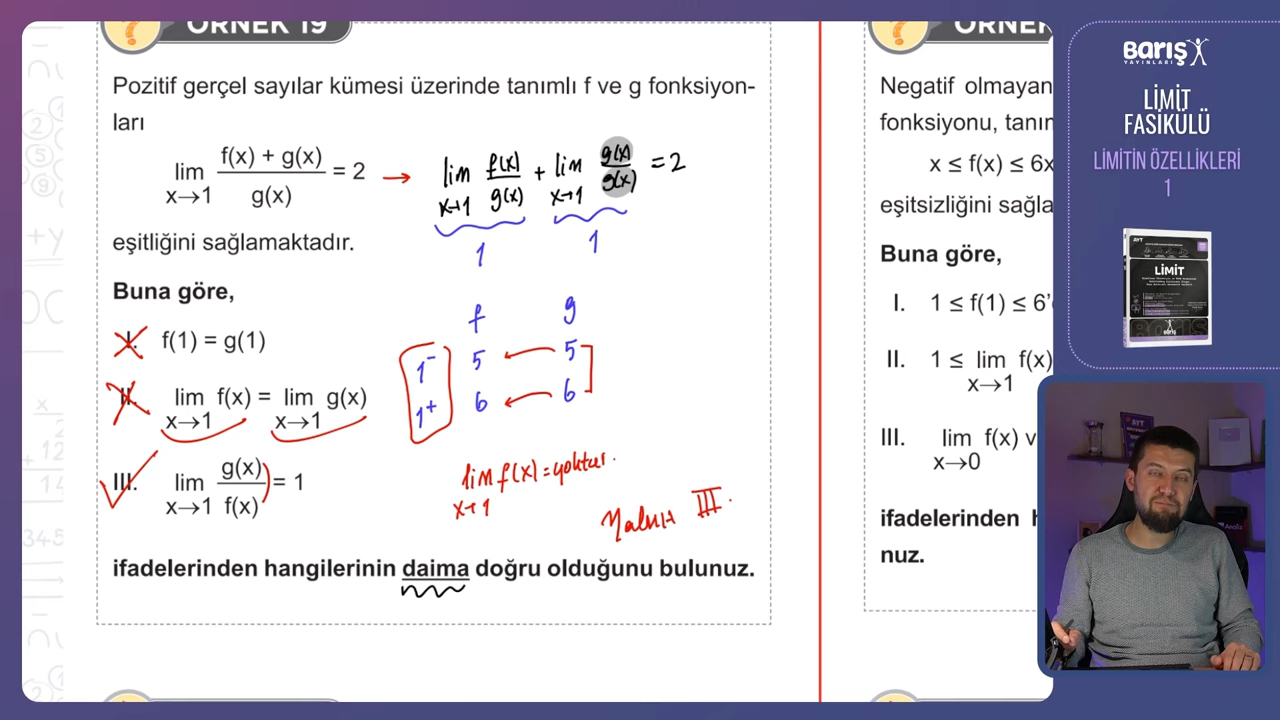 ÖRNEK 19
Pozitif gerçel sayılar kümesi üzerinde tanımlı f ve g fonksiyon-
ları
lim x→1 f(x) + g(x) / g(x) = 2 → lim x→1 f(x)/g(x) + lim x→1 g(x)/g(x) = 2
1 1
eşitliğini sağlamaktadır.
Buna göre,
f g
I. f(1) = g(1)
1⁻ 5 ← 5
II. lim x→1 f(x) = lim x→1 g(x)
1⁺ 6 ← 6
III. lim x→1 g(x)/f(x) = 1
lim x→1 f(x) = yoktur.
Yalnız III.
ifadelerinden hangilerinin daima doğru olduğunu bulunuz.
ÖRNEK
Negatif olmayan
fonksiyonu, tanım
x ≤ f(x) ≤ 6x
eşitsizliğini sağla
Buna göre,
I. 1 ≤ f(1) ≤ 6'
II. 1 ≤ lim x→1 f(x)
III. lim x→0 f(x) v
ifadelerinden h
nuz.
BARIŞ
YAYINLARI
LİMİT
FASİKÜLÜ
LİMİTİN ÖZELLİKLERİ
1
AYT
LİMİT
BARIŞ